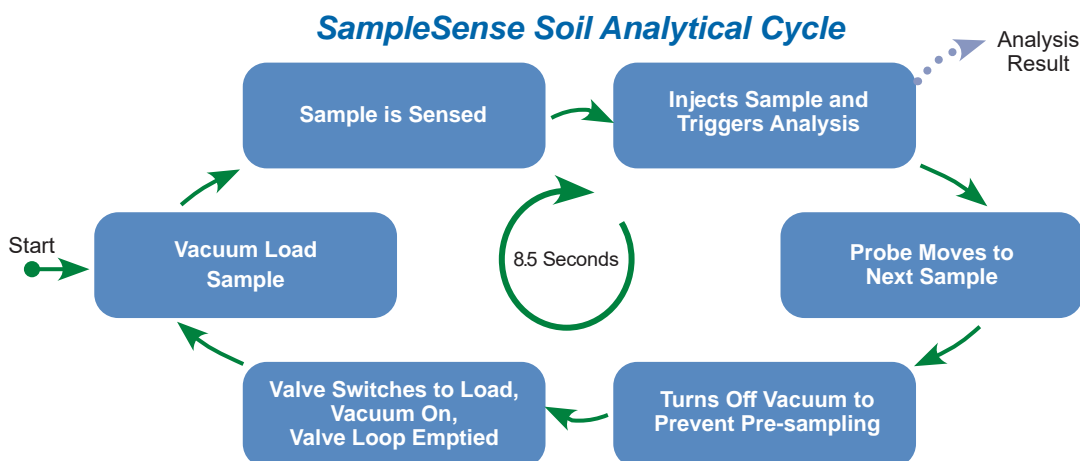 SampleSense Soil Analytical Cycle
Analysis
Result
Sample is Sensed
Injects Sample and
Triggers Analysis
Start
Vacuum Load
Sample
8.5 Seconds
Probe Moves to
Next Sample
Valve Switches to Load,
Vacuum On,
Valve Loop Emptied
Turns Off Vacuum to
Prevent Pre-sampling